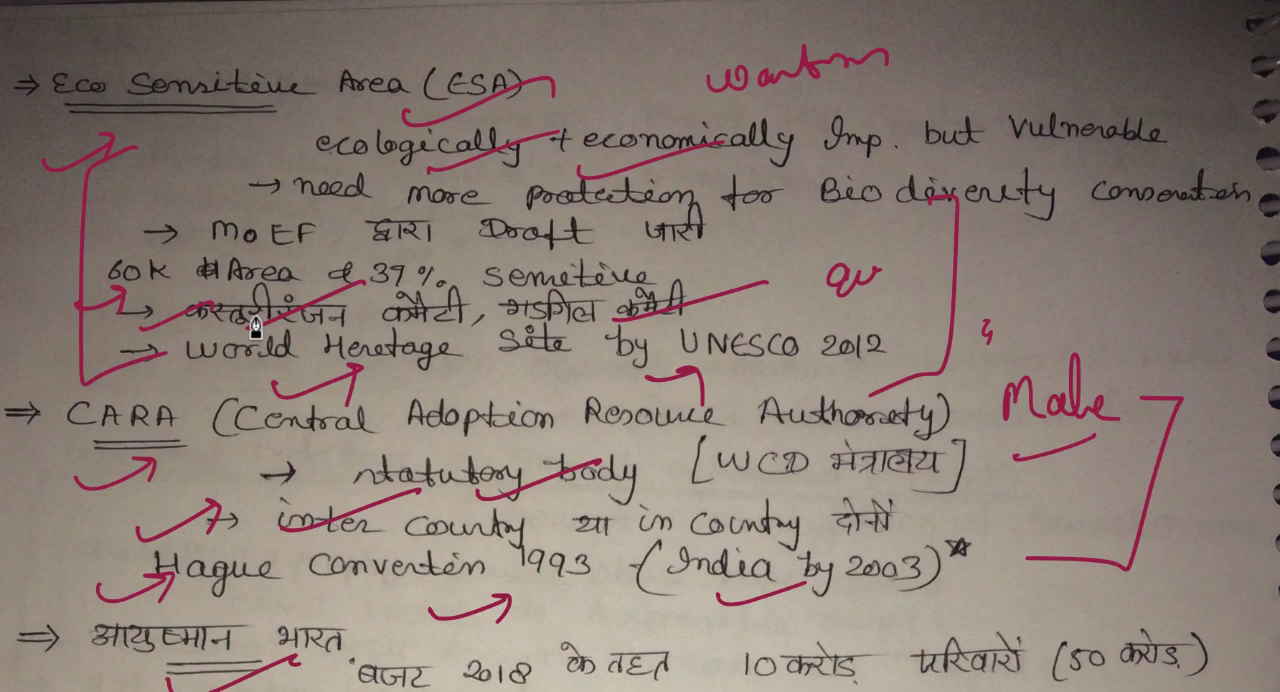 ⇒ Eco Sensitive Area (ESA)
ecologically + economically Imp. but Vulnerable
→ need more protection for Bio diversity conservation
→ MOEF द्वारा Draft जारी
60K Area & 37% sensitive
→ कस्तूरीरंजन कमेटी, गाडगिल कमेटी
→ World Heretage Site by UNESCO 2012
⇒ CARA (Central Adoption Resource Authority)
Make
→ statutory body [WCD मंत्रालय]
→ inter country या in country दोनों
Hague Convention 1993 (India by 2003)*
⇒ आयुष्मान भारत
बजट 2018 के तहत 10 करोड़ परिवारों (50 करोड़)